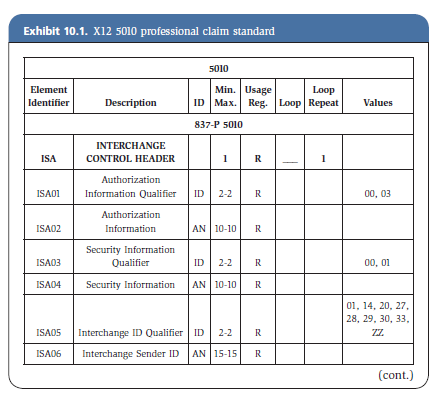 Exhibit 10.1. X12 5010 professional claim standard
5010
Element Identifier Description ID Min. Max. Usage Reg. Loop Loop Repeat Values
837-P 5010
ISA INTERCHANGE CONTROL HEADER 1 R ___ 1
ISA01 Authorization Information Qualifier ID 2-2 R 00, 03
ISA02 Authorization Information AN 10-10 R
ISA03 Security Information Qualifier ID 2-2 R 00, 01
ISA04 Security Information AN 10-10 R
ISA05 Interchange ID Qualifier ID 2-2 R 01, 14, 20, 27, 28, 29, 30, 33, ZZ
ISA06 Interchange Sender ID AN 15-15 R
(cont.)